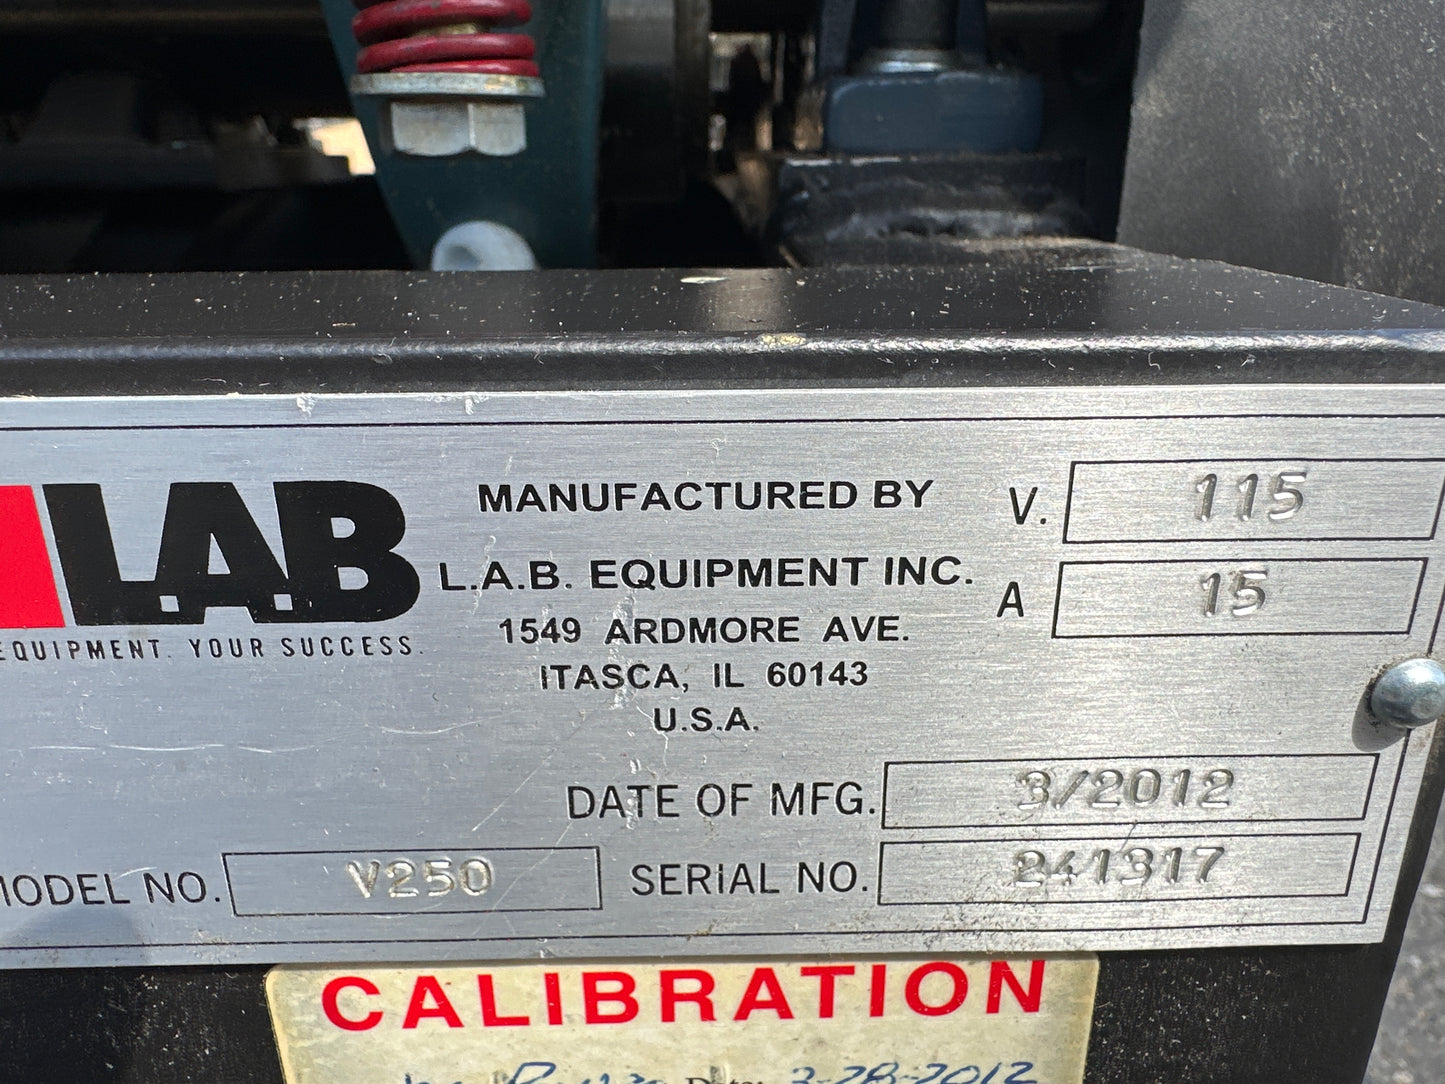 L.A.B
EQUIPMENT. YOUR SUCCESS.
MANUFACTURED BY
L.A.B. EQUIPMENT INC.
1549 ARDMORE AVE.
ITASCA, IL 60143
U.S.A.
V. 115
A 15
DATE OF MFG. 3/2012
MODEL NO. V250
SERIAL NO. 241317
CALIBRATION
Date: 3-28-2012